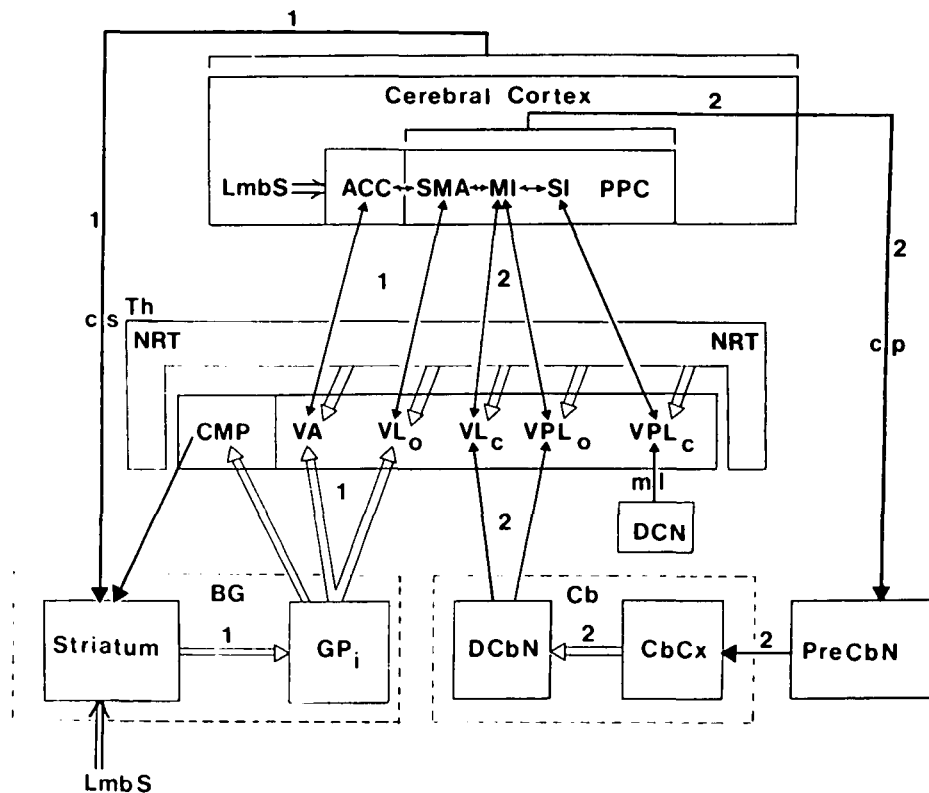 1
Cerebral Cortex
2
LmbS ACC SMA MI SI PPC
1
1 2
2
c s Th
NRT NRT
c p
CMP VA VLo VLc VPLo VPLc
1 m l
2 DCN
BG Cb
Striatum 1 GPi DCbN 2 CbCx 2 PreCbN
LmbS